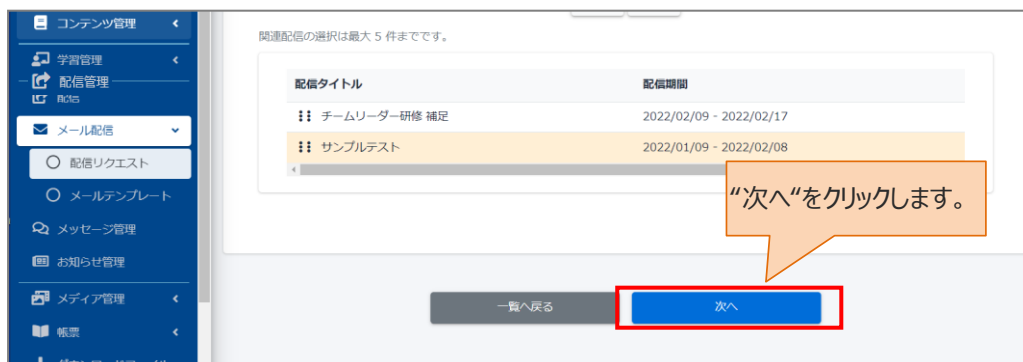 コンテンツ管理
学習管理
配信管理
配信
メール配信
配信リクエスト
メールテンプレート
メッセージ管理
お知らせ管理
メディア管理
帳票
関連配信の選択は最大 5 件までです。
配信タイトル 配信期間
チームリーダー研修 補足 2022/02/09 - 2022/02/17
サンプルテスト 2022/01/09 - 2022/02/08
“次へ“をクリックします。
一覧へ戻る 次へ